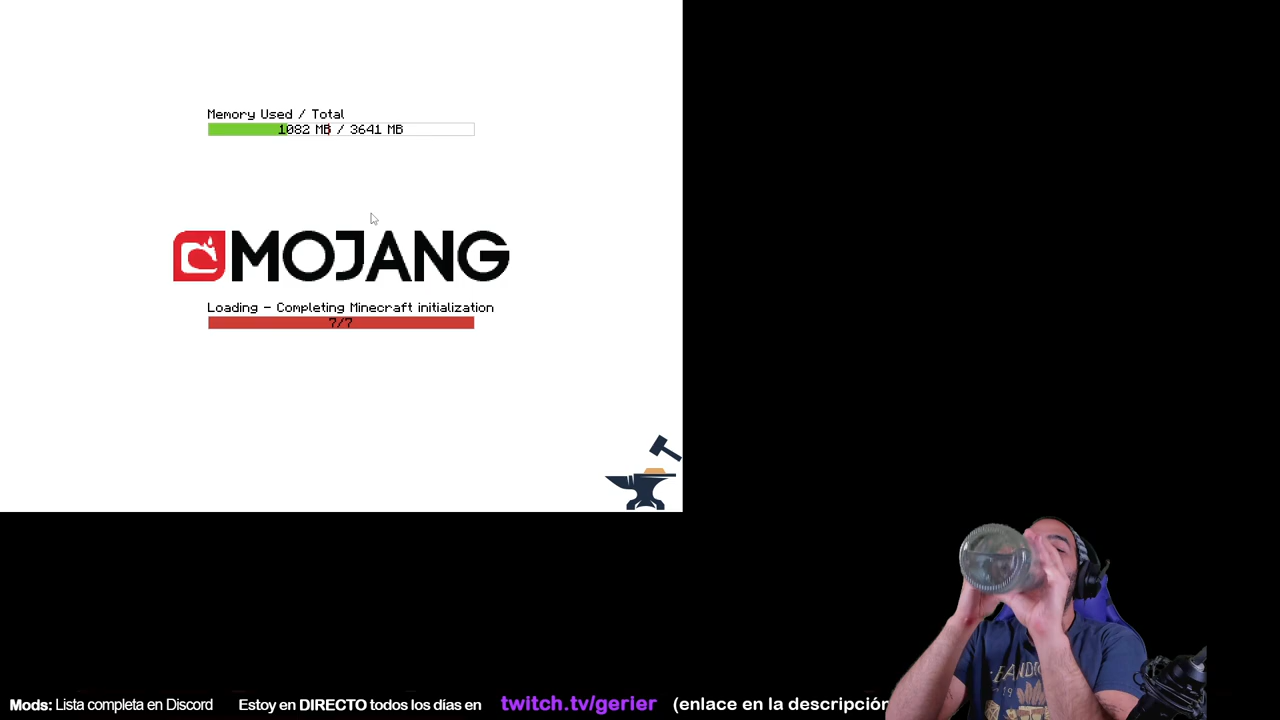 Memory Used / Total
1082 MB / 3641 MB
MOJANG
Loading - Completing Minecraft initialization
7/7
Mods: Lista completa en Discord
Estoy en DIRECTO todos los días en
twitch.tv/gerier
(enlace en la descripción